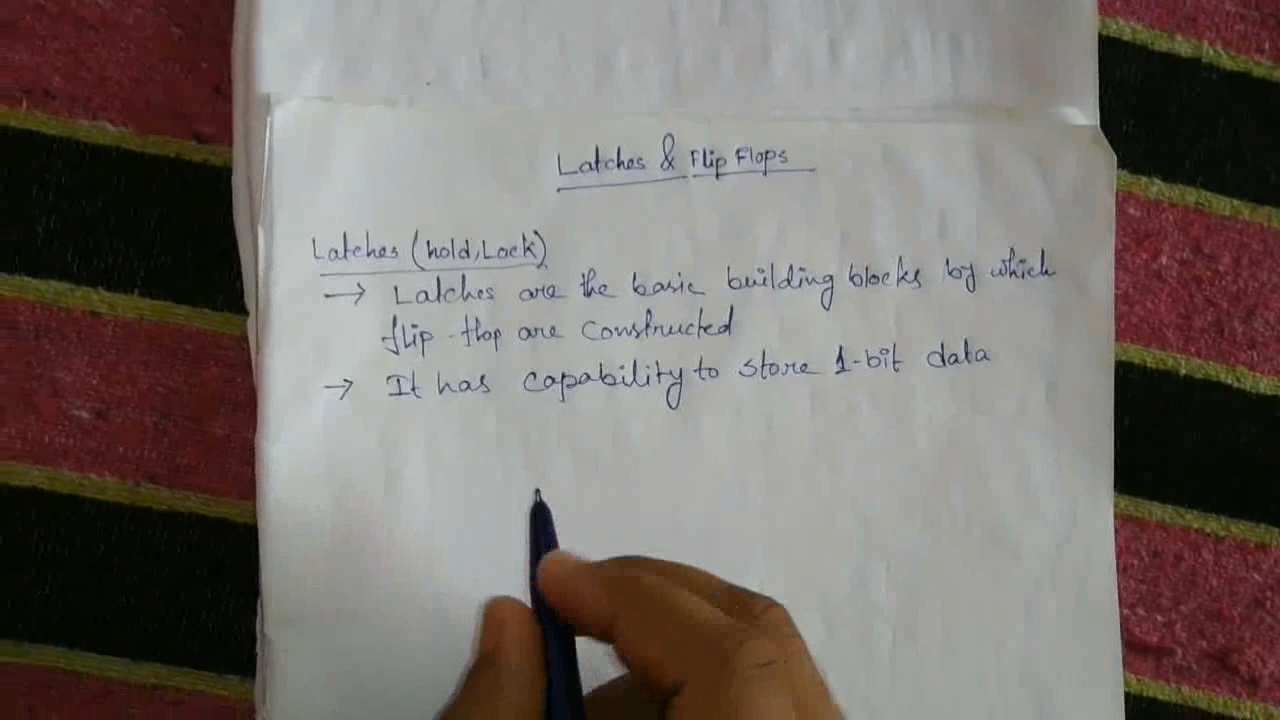 Latches & Flip Flops
Latches (hold, Lock)
→ Latches are the basic building blocks by which
flip-flop are constructed
→ It has capability to store 1-bit data